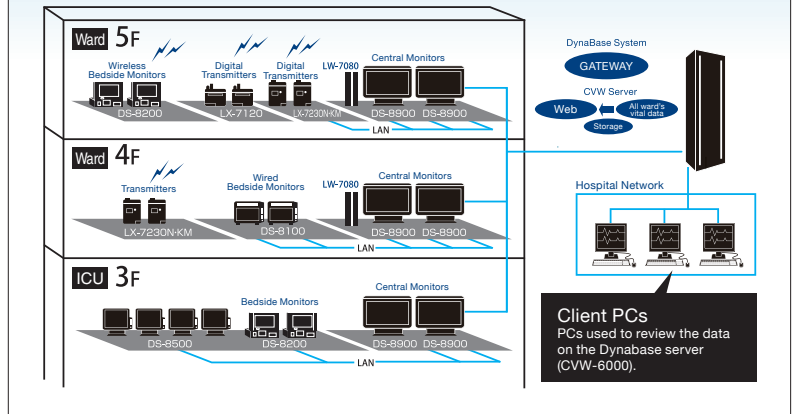 Ward 5F
Wireless
Bedside Monitors
DS-8200
Digital
Transmitters
LX-7120
Digital
Transmitters
LX-7230N·KM
LW-7080
Central Monitors
DS-8900 DS-8900
LAN
Ward 4F
Transmitters
LX-7230N·KM
Wired
Bedside Monitors
DS-8100
LW-7080
Central Monitors
DS-8900 DS-8900
LAN
ICU 3F
DS-8500
Bedside Monitors
DS-8200
Central Monitors
DS-8900 DS-8900
LAN
DynaBase System
GATEWAY
CVW Server
Web
All ward's
vital data
Storage
Hospital Network
Client PCs
PCs used to review the data
on the Dynabase server
(CVW-6000).